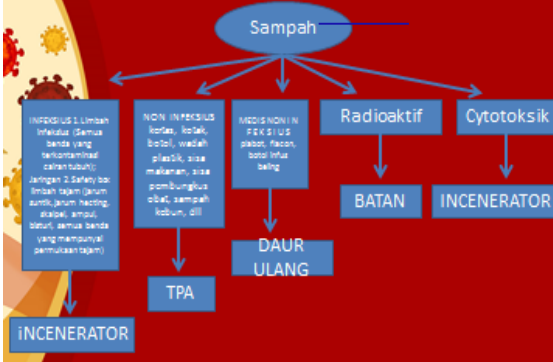 Sampah
INFEKSIUS 1. Limbah
Infeksius (Semua
benda yang
terkontaminasi
cairan tubuh);
Jaringan 2. Safety box
limbah tajam (jarum
suntik, jarum hecting,
skalpel, ampul,
bisturi, semua benda
yang mempunyai
permukaan tajam)
NON INFEKSIUS
kertas, kotak,
botol, wadah
plastik, sisa
makanan, sisa
pembungkus
obat, sampah
kebun, dll
MEDIS NON IN
FEKSIUS
plabot, flacon,
botol infus
beling
Radioaktif
Cytotoksik
BATAN
INCENERATOR
DAUR
ULANG
TPA
iNCENERATOR